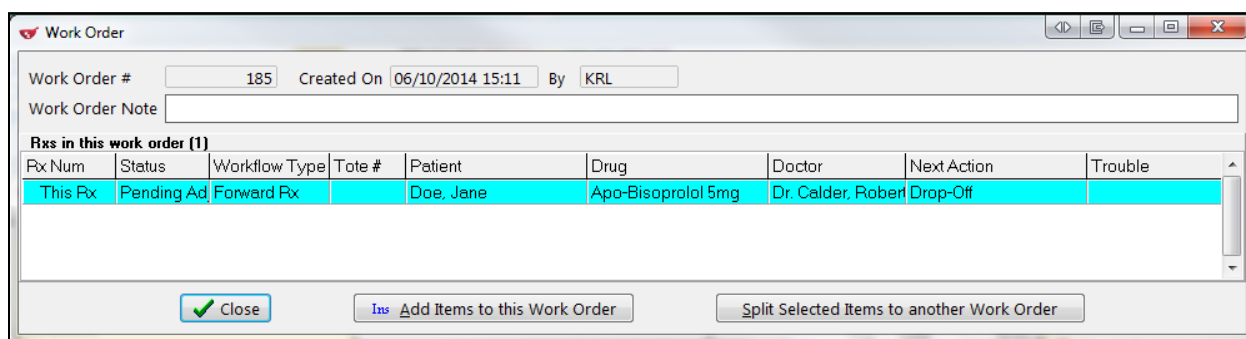 Work Order
Work Order # 185 Created On 06/10/2014 15:11 By KRL
Work Order Note
Rxs in this work order (1)
Rx Num Status Workflow Type Tote # Patient Drug Doctor Next Action Trouble
This Rx Pending Ad Forward Rx Doe, Jane Apo-Bisoprolol 5mg Dr. Calder, Robert Drop-Off
Close Ins Add Items to this Work Order Split Selected Items to another Work Order